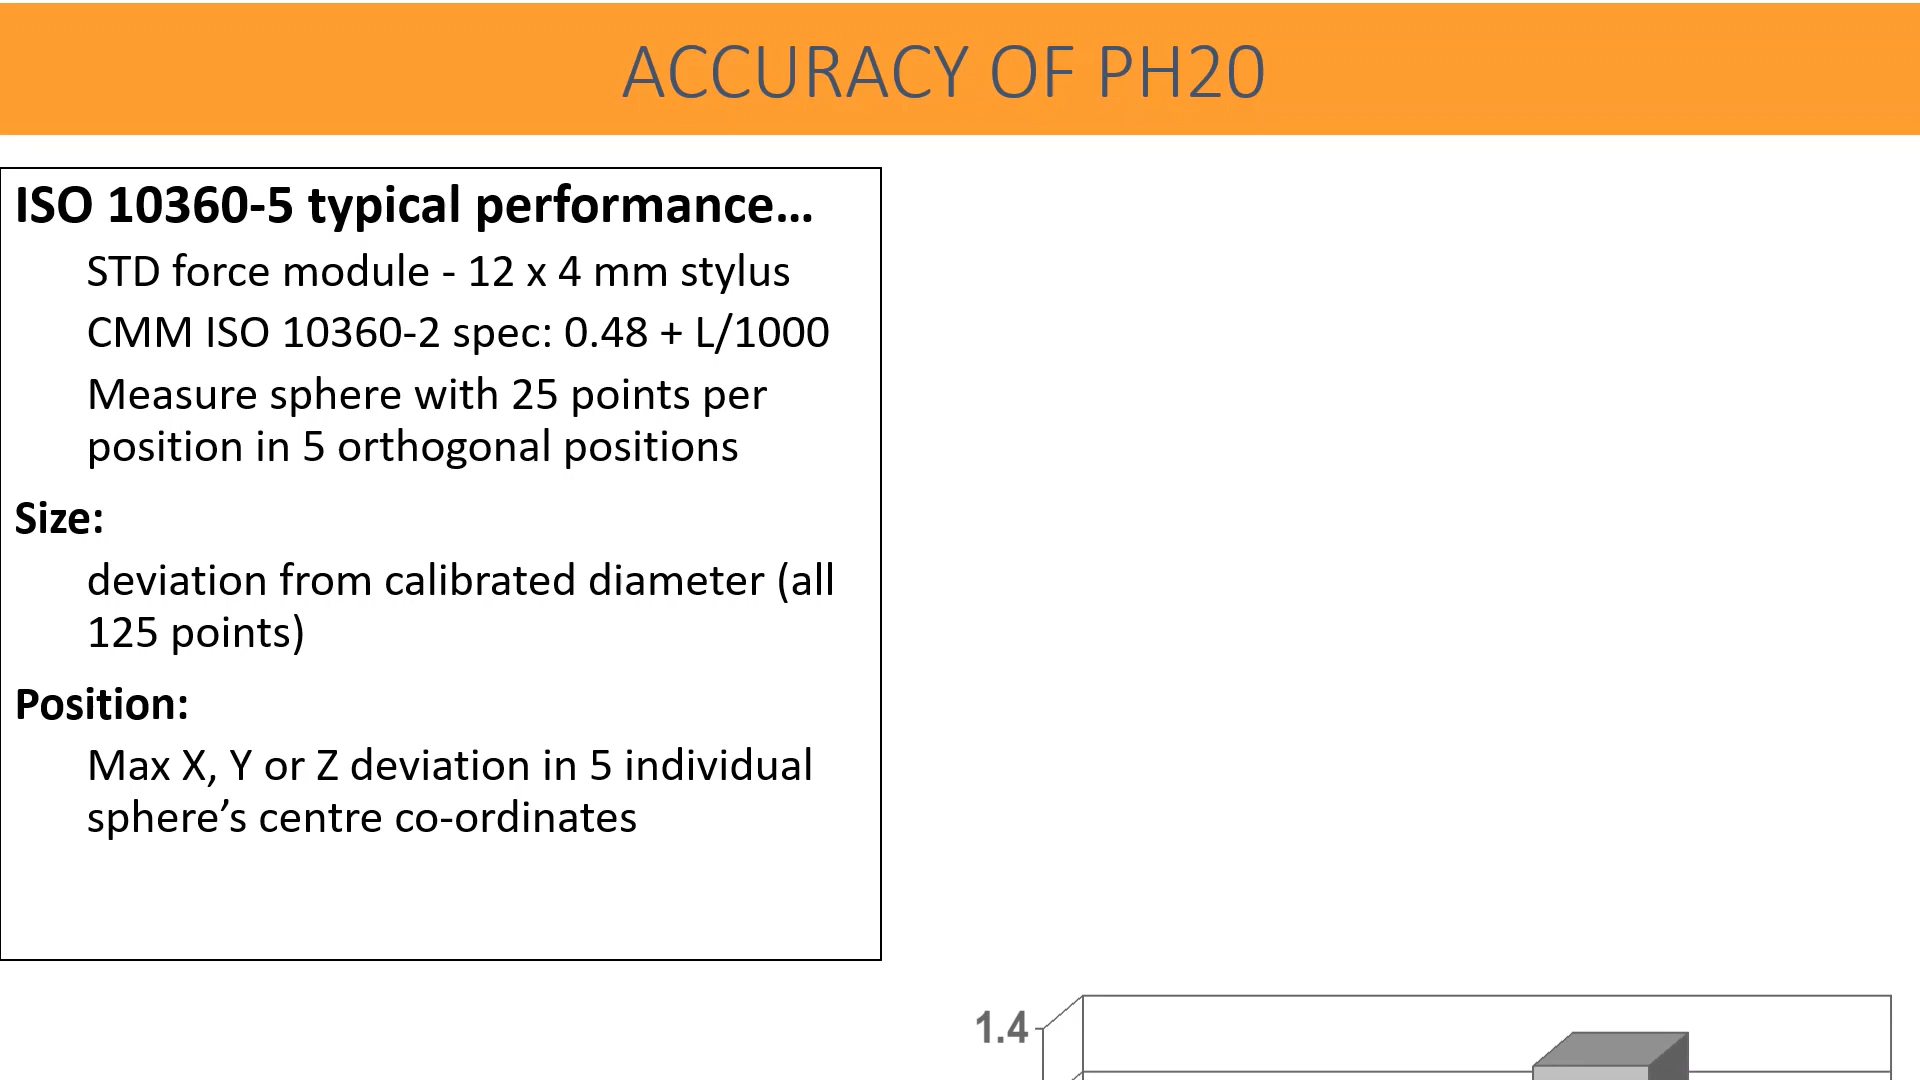 ACCURACY OF PH20
ISO 10360-5 typical performance…
STD force module - 12 x 4 mm stylus
CMM ISO 10360-2 spec: 0.48 + L/1000
Measure sphere with 25 points per
position in 5 orthogonal positions
Size:
deviation from calibrated diameter (all
125 points)
Position:
Max X, Y or Z deviation in 5 individual
sphere’s centre co-ordinates
1.4